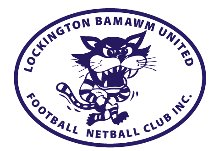 LOCKINGTON BAMAWM UNITED
FOOTBALL NETBALL CLUB INC.